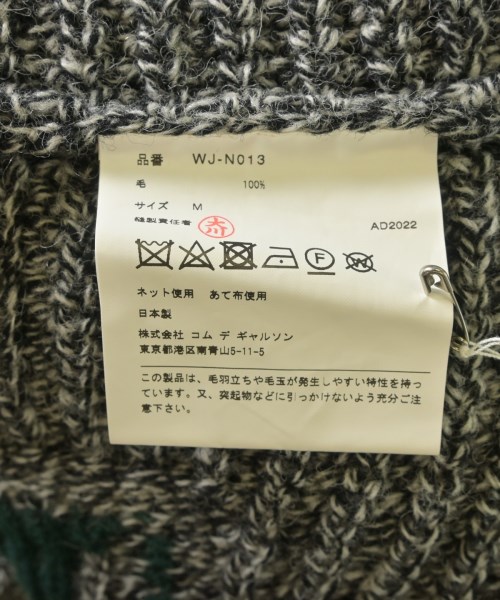 品番 WJ-N013
毛 100%
サイズ M
縫製責任者
AD2022
F W
ネット使用 あて布使用
日本製
株式会社 コム デ ギャルソン
東京都港区南青山5-11-5
この製品は、毛羽立ちや毛玉が発生しやすい特性を持っ
ています。又、突起物などに引っかけないよう充分ご注
意下さい。